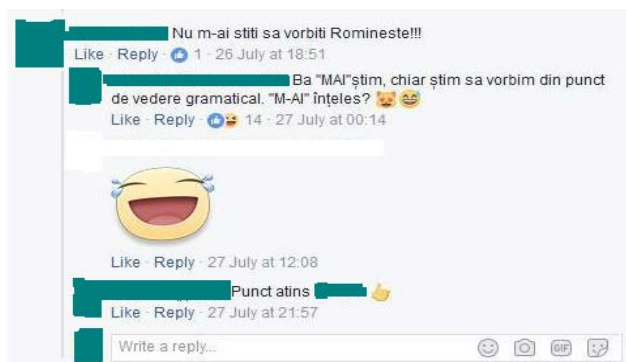 Nu m-ai stiti sa vorbiti Romineste!!!
Like · Reply · 1 · 26 July at 18:51
Ba "MAI"știm, chiar știm sa vorbim din punct
de vedere gramatical. "M-AI" înțeles?
Like · Reply · 14 · 27 July at 00:14
Like · Reply · 27 July at 12:08
Punct atins
Like · Reply · 27 July at 21:57
Write a reply...
GIF